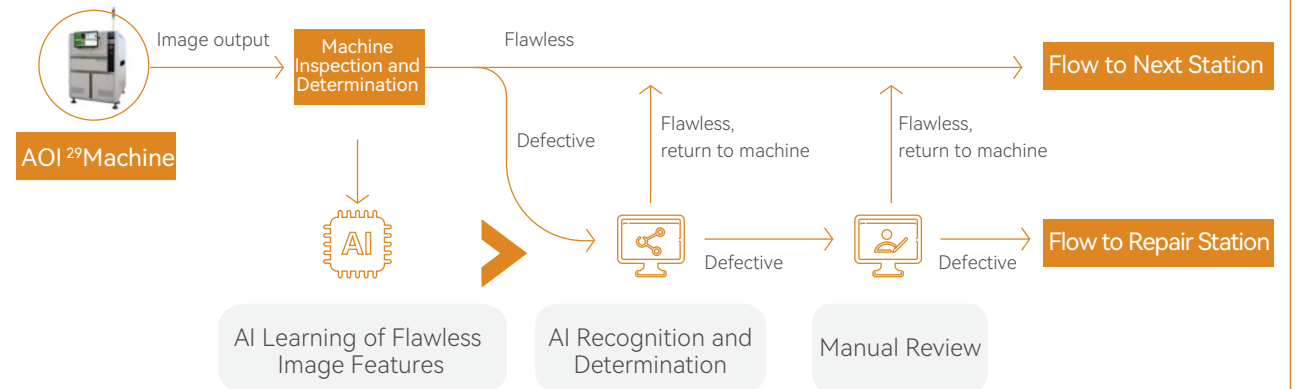 Image output
Machine
Inspection and
Determination
Flawless
Flow to Next Station
AOI ²⁹Machine
Defective
Flawless,
return to machine
Flawless,
return to machine
AI
Defective
Defective
Flow to Repair Station
AI Learning of Flawless
Image Features
AI Recognition and
Determination
Manual Review